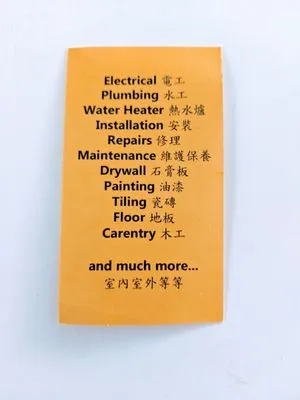 Electrical 電工
Plumbing 水工
Water Heater 熱水爐
Installation 安裝
Repairs 修理
Maintenance 維護保養
Drywall 石膏板
Painting 油漆
Tiling 瓷磚
Floor 地板
Carentry 木工
and much more...
室內室外等等